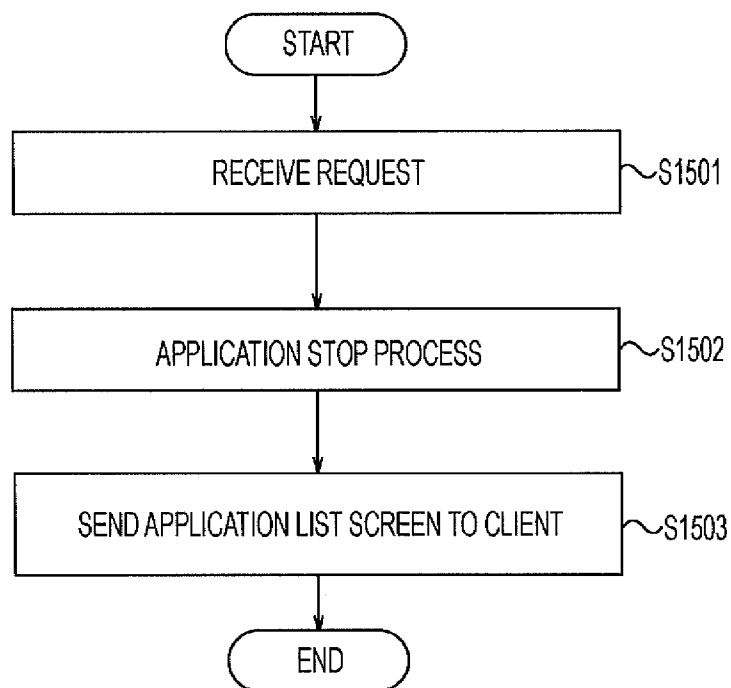 START
RECEIVE REQUEST
S1501
APPLICATION STOP PROCESS
S1502
SEND APPLICATION LIST SCREEN TO CLIENT
S1503
END